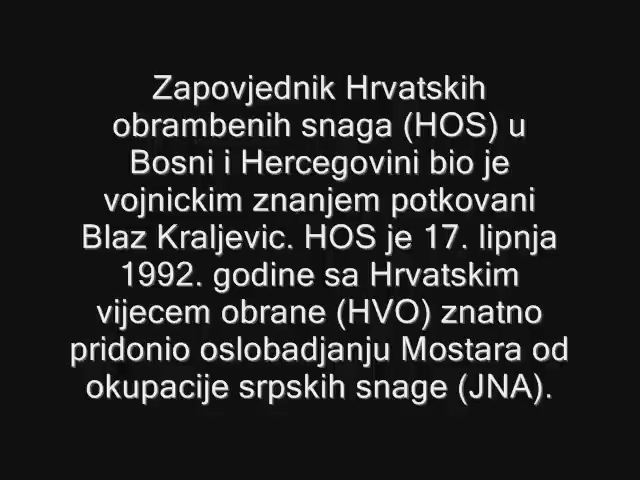 Zapovjednik Hrvatskih
obrambenih snaga (HOS) u
Bosni i Hercegovini bio je
vojnickim znanjem potkovani
Blaz Kraljevic. HOS je 17. lipnja
1992. godine sa Hrvatskim
vijecem obrane (HVO) znatno
pridonio oslobadjanju Mostara od
okupacije srpskih snage (JNA).